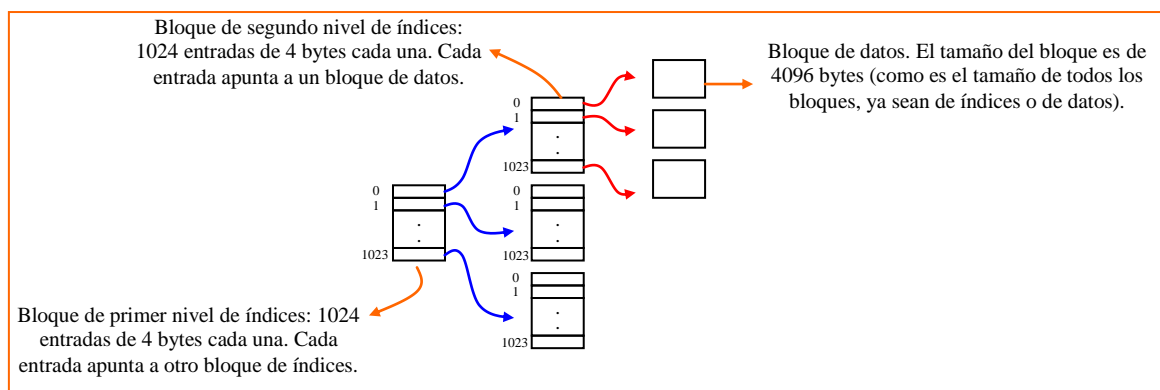 Bloque de segundo nivel de índices:
1024 entradas de 4 bytes cada una. Cada
entrada apunta a un bloque de datos.
Bloque de datos. El tamaño del bloque es de
4096 bytes (como es el tamaño de todos los
bloques, ya sean de índices o de datos).
0
1
.
.
1023
0
1
.
.
1023
0
1
.
.
1023
0
1
.
.
1023
Bloque de primer nivel de índices: 1024
entradas de 4 bytes cada una. Cada
entrada apunta a otro bloque de índices.